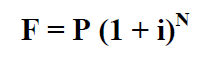 F = P (1 + i)ᴺ